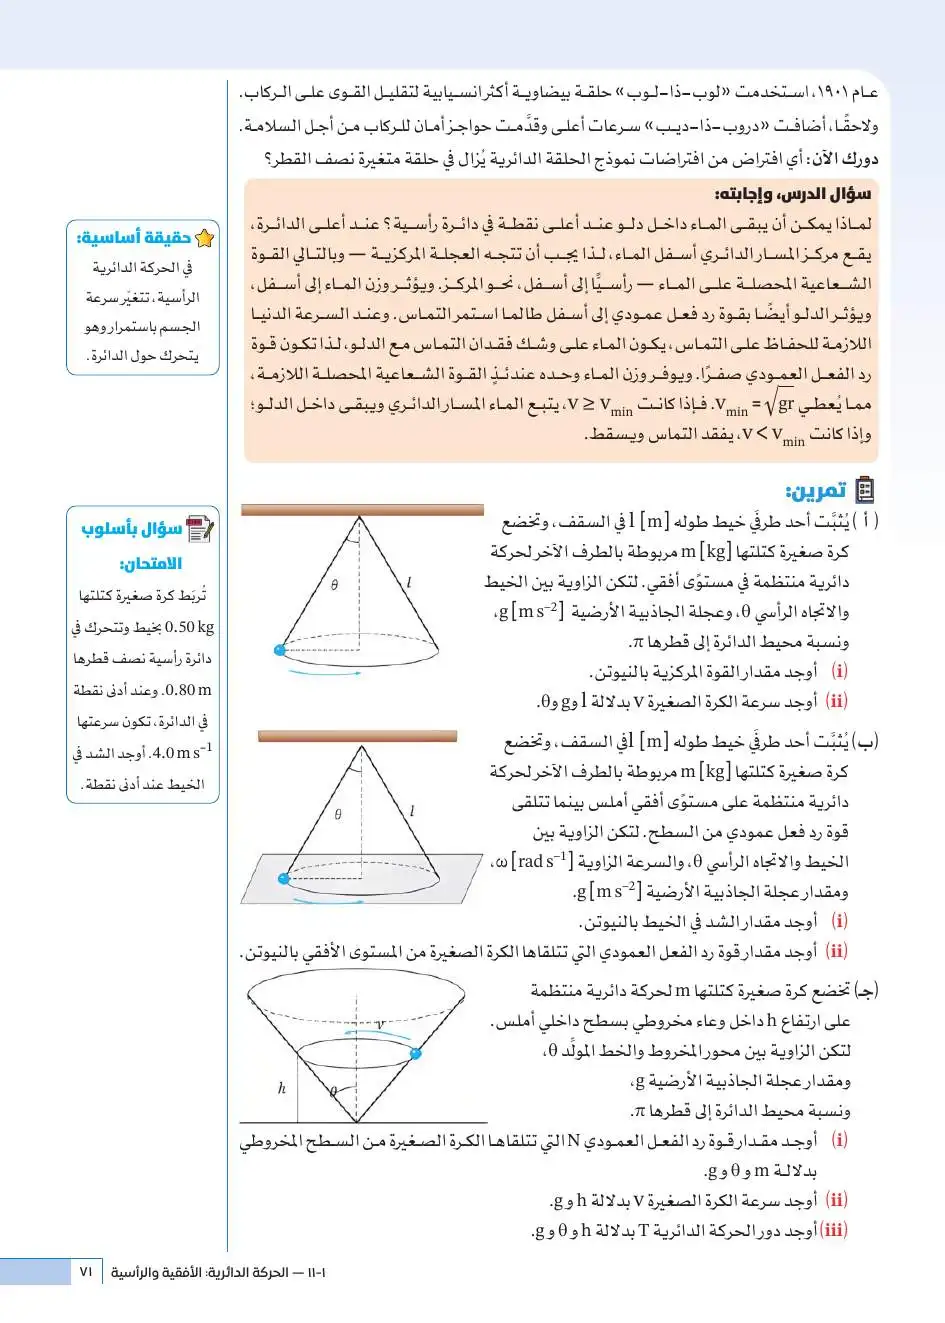 عام ١٩٠١، استخدمت «لوب-ذا-لوب» حلقة بيضاوية أكثر انسيابية لتقليل القوى على الركاب.
ولاحقًا، أضافت «دروب-ذا-ديب» سرعات أعلى وقدَّمت حواجز أمان للركاب من أجل السلامة.
دورك الآن: أي افتراض من افتراضات نموذج الحلقة الدائرية يُزال في حلقة متغيرة نصف القطر؟
سؤال الدرس، وإجابته:
لماذا يمكن أن يبقى الماء داخل دلو عند أعلى نقطة في دائرة رأسية؟ عند أعلى الدائرة،
يقع مركز المسار الدائري أسفل الماء، لذا يجب أن تتجه العجلة المركزية — وبالتالي القوة
الشعاعية المحصلة على الماء — رأسيًا إلى أسفل، نحو المركز. ويؤثر وزن الماء إلى أسفل،
ويؤثر الدلو أيضًا بقوة رد فعل عمودي إلى أسفل طالما استمر التماس. وعند السرعة الدنيا
اللازمة للحفاظ على التماس، يكون الماء على وشك فقدان التماس مع الدلو، لذا تكون قوة
رد الفعل العمودي صفرًا. ويوفر وزن الماء وحده عندئذٍ القوة الشعاعية المحصلة اللازمة،
مما يُعطي vmin = √gr. فإذا كانت v ≥ vmin، يتبع الماء المسار الدائري ويبقى داخل الدلو؛
وإذا كانت v < vmin، يفقد التماس ويسقط.
حقيقة أساسية:
في الحركة الدائرية
الرأسية، تتغيّر سرعة
الجسم باستمرار وهو
يتحرك حول الدائرة.
تمرين:
(أ) يُثبَّت أحد طرفَي خيط طوله l [m] في السقف، وتخضع
كرة صغيرة كتلتها m [kg] مربوطة بالطرف الآخر لحركة
دائرية منتظمة في مستوًى أفقي. لتكن الزاوية بين الخيط
والاتجاه الرأسي θ، وعجلة الجاذبية الأرضية g [m s⁻²]،
ونسبة محيط الدائرة إلى قطرها π.
(i) أوجد مقدار القوة المركزية بالنيوتن.
(ii) أوجد سرعة الكرة الصغيرة v بدلالة l وg وθ.
θ
l
سؤال بأسلوب
الامتحان:
تُربَط كرة صغيرة كتلتها
0.50 kg بخيط وتتحرك في
دائرة رأسية نصف قطرها
0.80 m. وعند أدنى نقطة
في الدائرة، تكون سرعتها
4.0 m s⁻¹. أوجد الشد في
الخيط عند أدنى نقطة.
(ب) يُثبَّت أحد طرفَي خيط طوله l [m] في السقف، وتخضع
كرة صغيرة كتلتها m [kg] مربوطة بالطرف الآخر لحركة
دائرية منتظمة على مستوًى أفقي أملس بينما تتلقى
قوة رد فعل عمودي من السطح. لتكن الزاوية بين
الخيط والاتجاه الرأسي θ، والسرعة الزاوية ω [rad s⁻¹]،
ومقدار عجلة الجاذبية الأرضية g [m s⁻²].
(i) أوجد مقدار الشد في الخيط بالنيوتن.
(ii) أوجد مقدار قوة رد الفعل العمودي التي تتلقاها الكرة الصغيرة من المستوى الأفقي بالنيوتن.
θ
l
(جـ) تخضع كرة صغيرة كتلتها m لحركة دائرية منتظمة
على ارتفاع h داخل وعاء مخروطي بسطح داخلي أملس.
لتكن الزاوية بين محور المخروط والخط المولِّد θ،
ومقدار عجلة الجاذبية الأرضية g،
ونسبة محيط الدائرة إلى قطرها π.
(i) أوجد مقدار قوة رد الفعل العمودي N التي تتلقاها الكرة الصغيرة من السطح المخروطي
بدلالة m وθ وg.
(ii) أوجد سرعة الكرة الصغيرة v بدلالة h وg.
(iii) أوجد دور الحركة الدائرية T بدلالة h وθ وg.
v
h
θ
١-١١ — الحركة الدائرية: الأفقية والرأسية
٧١